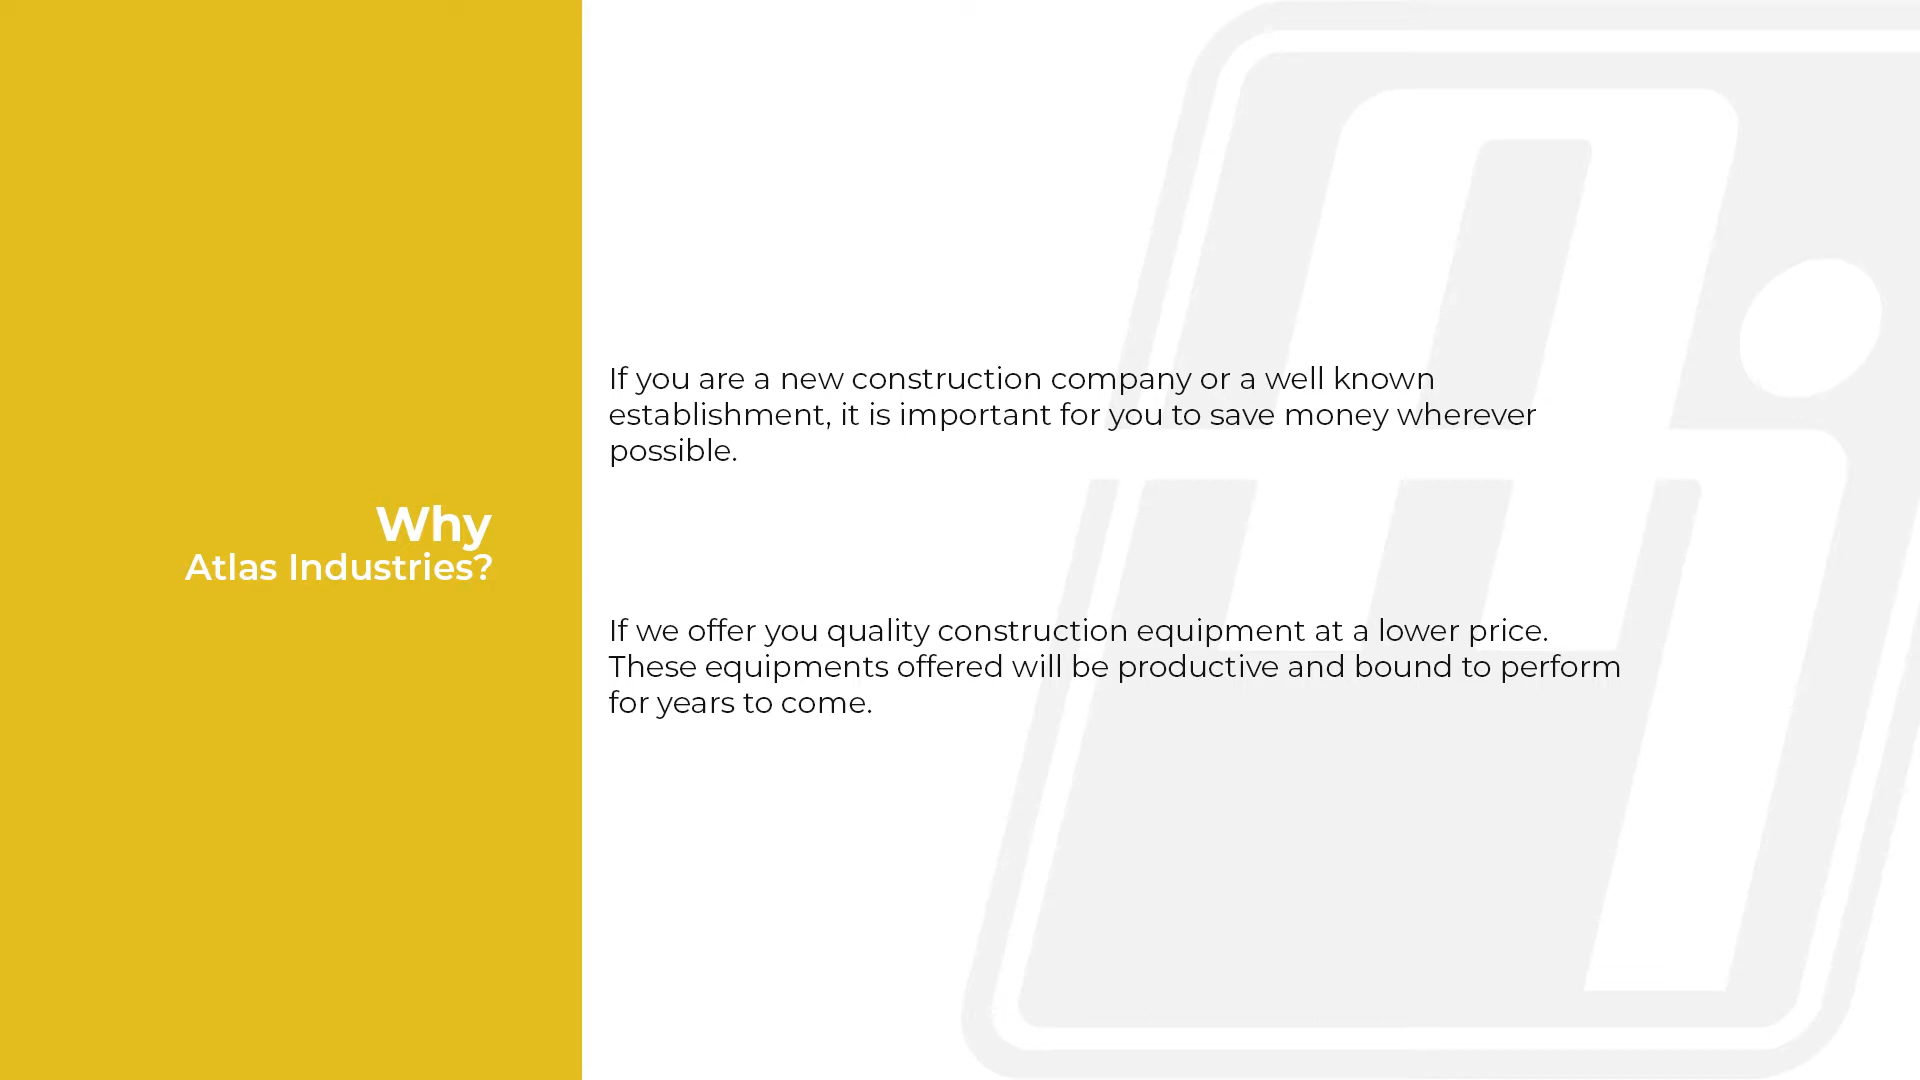 Why
Atlas Industries?
If you are a new construction company or a well known
establishment, it is important for you to save money wherever
possible.
If we offer you quality construction equipment at a lower price.
These equipments offered will be productive and bound to perform
for years to come.